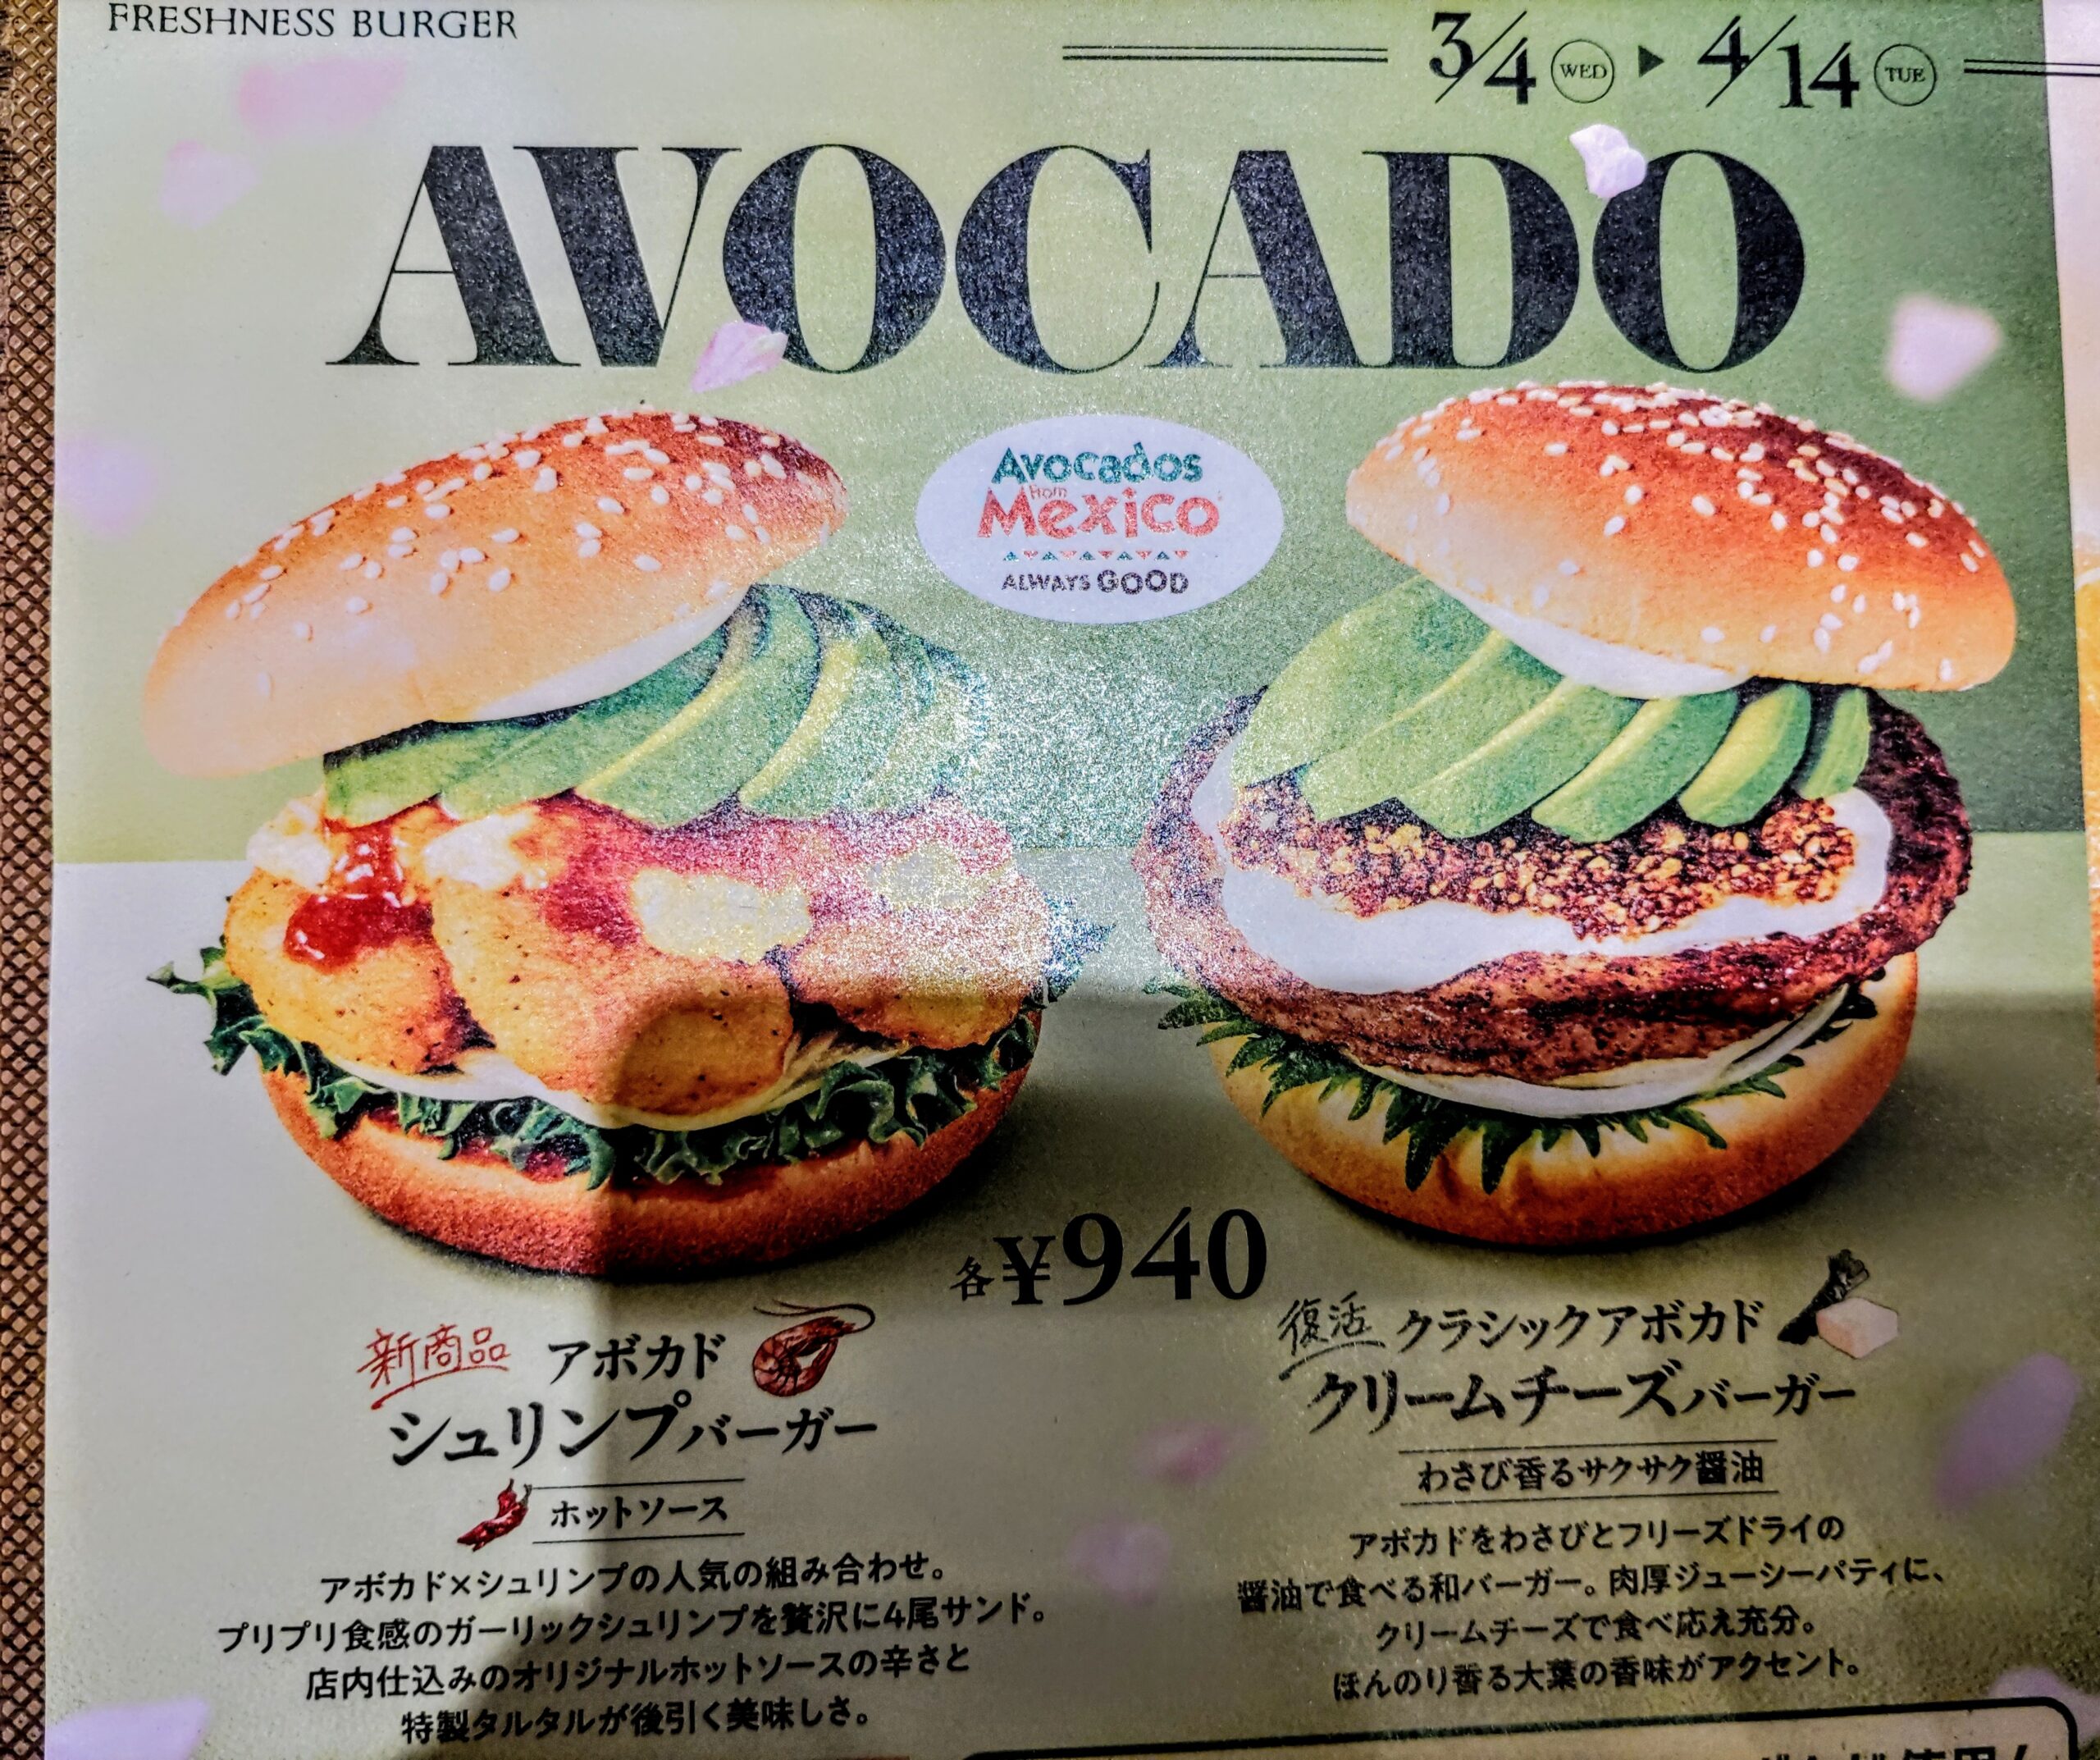 FRESHNESS BURGER
3/4 WED ▶ 4/14 TUE
AVOCADO
Avocados
from
Mexico
ALWAYS GOOD
各¥940
新商品 アボカド
シュリンプバーガー
ホットソース
アボカド×シュリンプの人気の組み合わせ。
プリプリ食感のガーリックシュリンプを贅沢に4尾サンド。
店内仕込みのオリジナルホットソースの辛さと
特製タルタルが後引く美味しさ。
復活 クラシックアボカド
クリームチーズバーガー
わさび香るサクサク醤油
アボカドをわさびとフリーズドライの
醤油で食べる和バーガー。肉厚ジューシーパティに、
クリームチーズで食べ応え充分。
ほんのり香る大葉の香味がアクセント。